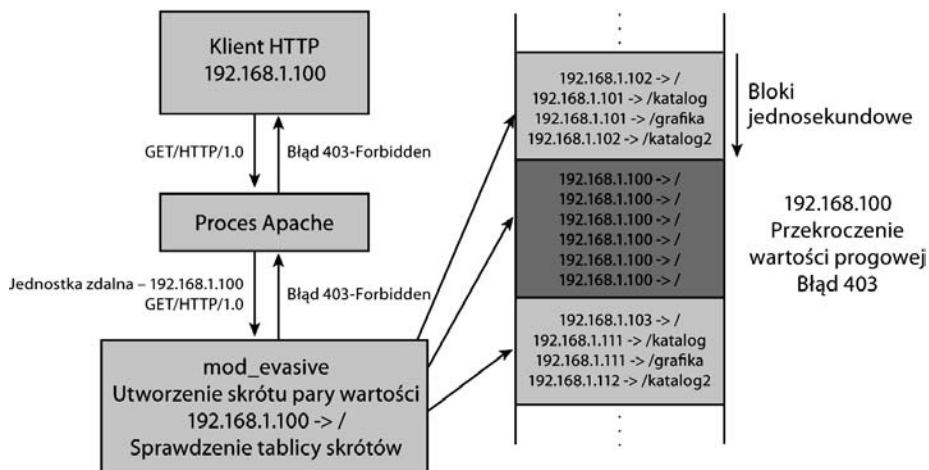 Klient HTTP
192.168.1.100
GET/HTTP/1.0
Błąd 403-Forbidden
Proces Apache
Jednostka zdalna – 192.168.1.100
GET/HTTP/1.0
Błąd 403-Forbidden
mod_evasive
Utworzenie skrótu pary wartości
192.168.1.100 -> /
Sprawdzenie tablicy skrótów
192.168.1.102 -> /
192.168.1.101 -> /katalog
192.168.1.101 -> /grafika
192.168.1.102 -> /katalog2
192.168.1.100 -> /
192.168.1.100 -> /
192.168.1.100 -> /
192.168.1.100 -> /
192.168.1.100 -> /
192.168.1.100 -> /
192.168.1.103 -> /
192.168.1.111 -> /katalog
192.168.1.111 -> /grafika
192.168.1.112 -> /katalog2
Bloki
jednosekundowe
192.168.100
Przekroczenie
wartości progowej
Błąd 403